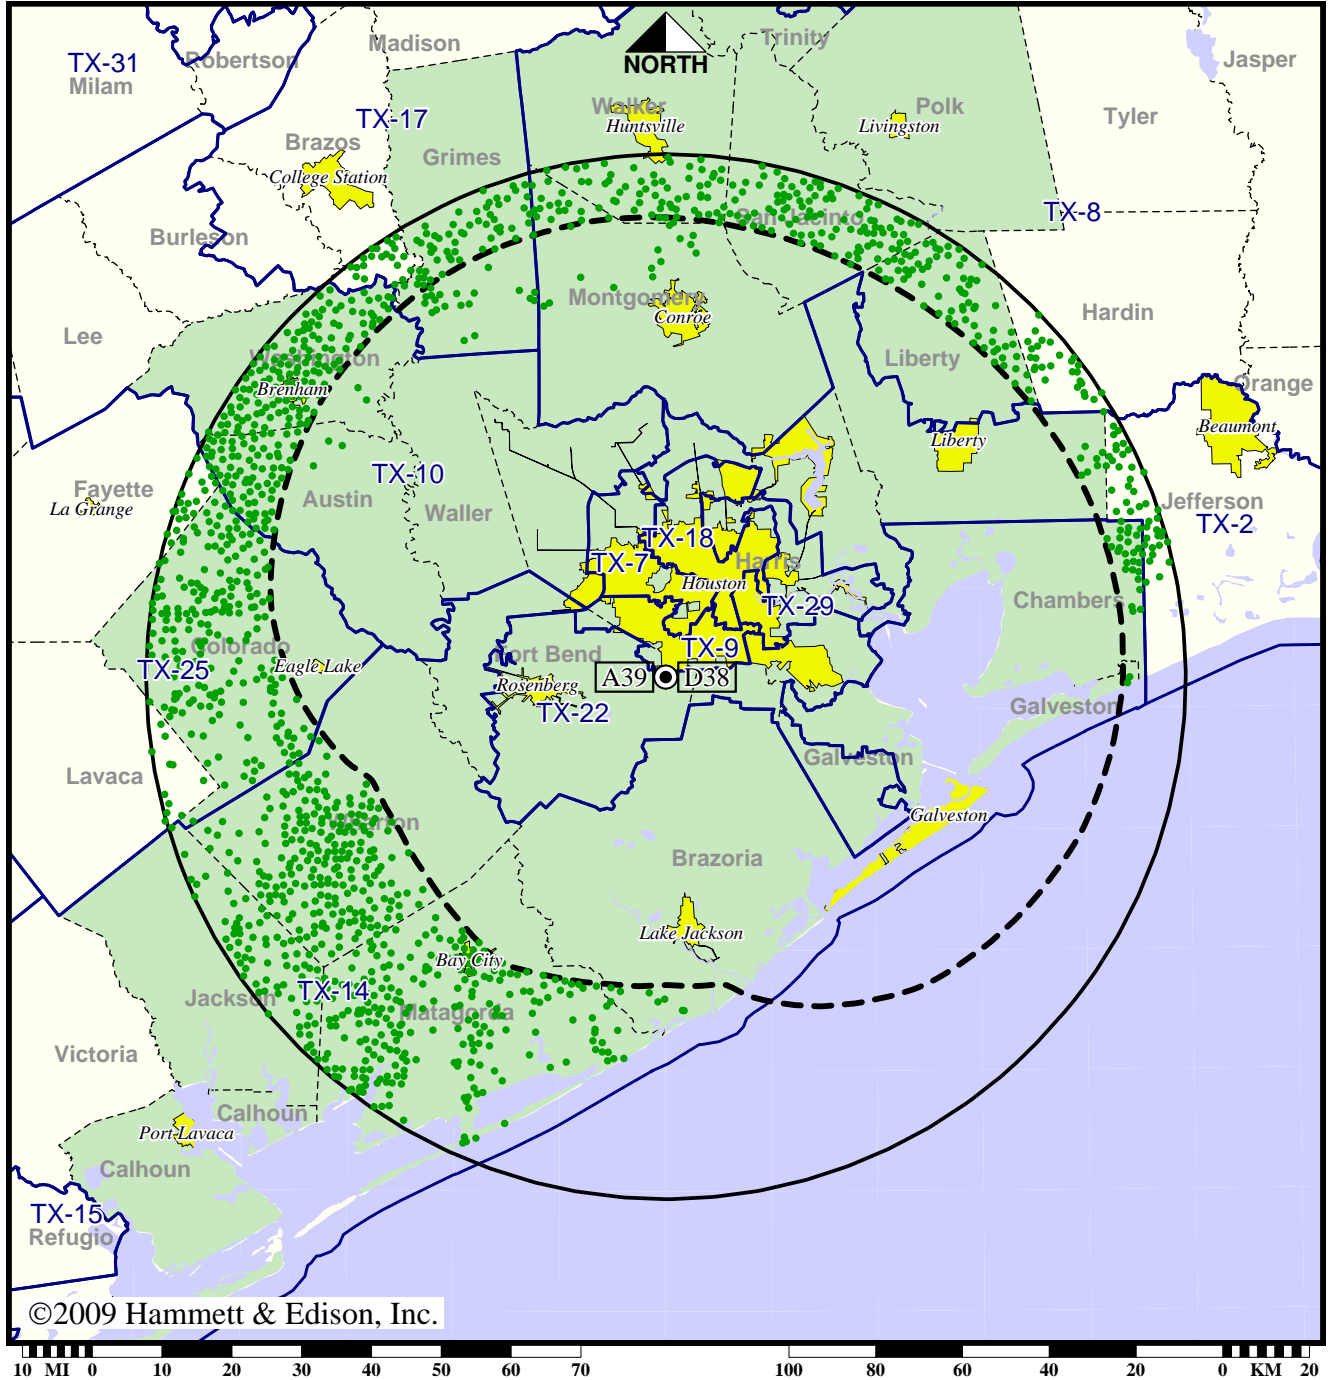 Madison
Trinity
Robertson
TX-31
Milam
NORTH
Jasper
Walker
Polk
TX-17
Huntsville
Livingston
Tyler
Brazos
Grimes
College Station
San Jacinto
TX-8
Burleson
Montgomery
Conroe
Hardin
Lee
Washington
Liberty
Brenham
Orange
Beaumont
Liberty
TX-10
Fayette
La Grange
Austin
Waller
Jefferson
TX-2
TX-18
TX-7
Harris
Houston
TX-29
Chambers
Colorado
TX-9
Fort Bend
TX-25
Eagle Lake
Rosenberg
A39
D38
TX-22
Galveston
Lavaca
Galveston
Wharton
Galveston
Brazoria
Lake Jackson
Bay City
Jackson
TX-14
Matagorda
Victoria
Calhoun
Port Lavaca
Calhoun
TX-15
Refugio
©2009 Hammett & Edison, Inc.
10 MI 0 10 20 30 40 50 60 70 100 80 60 40 20 0 KM 20